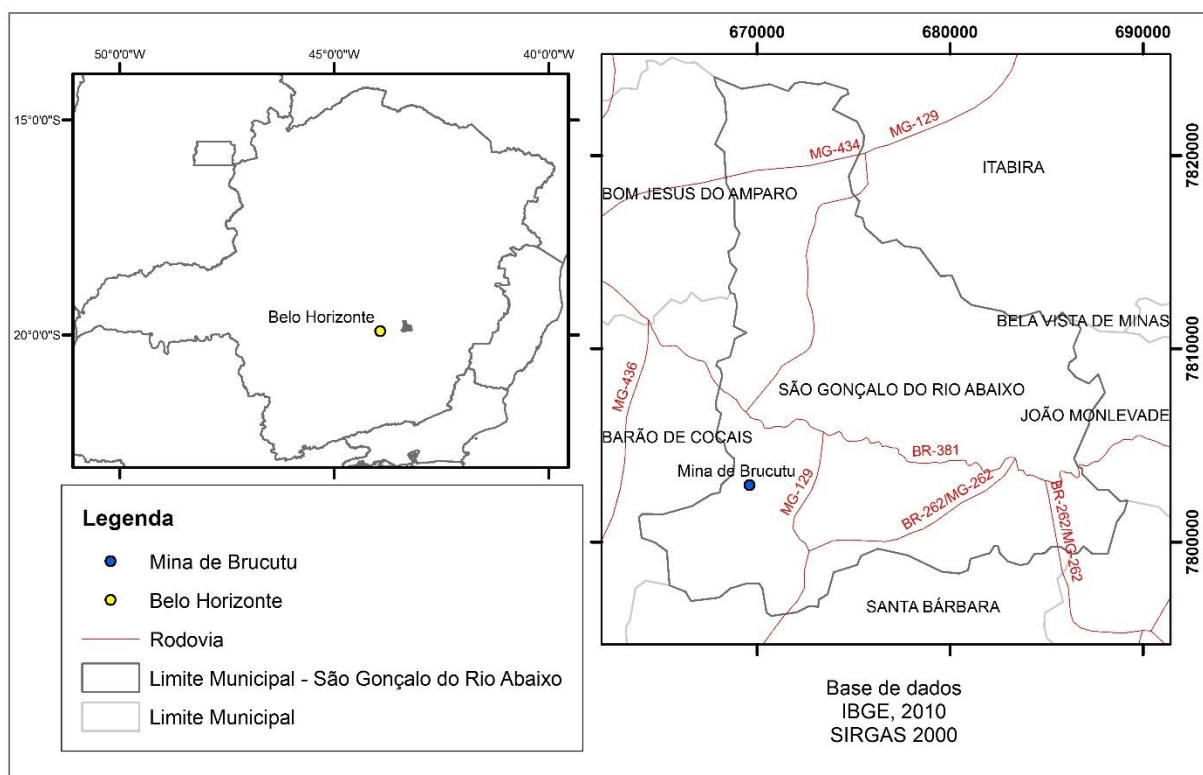 50°0'0"W
45°0'0"W
40°0'0"W
15°0'0"S
20°0'0"S
Belo Horizonte
Legenda
Mina de Brucutu
Belo Horizonte
Rodovia
Limite Municipal - São Gonçalo do Rio Abaixo
Limite Municipal
670000
680000
690000
MG-129
MG-434
ITABIRA
7820000
BOM JESUS DO AMPARO
BELA VISTA DE MINAS
7810000
MG-436
SÃO GONÇALO DO RIO ABAIXO
JOÃO MONLEVADE
BARÃO DE COCAIS
BR-381
Mina de Brucutu
MG-129
BR-262/MG-262
BR-262/MG-262
7800000
SANTA BÁRBARA
Base de dados
IBGE, 2010
SIRGAS 2000